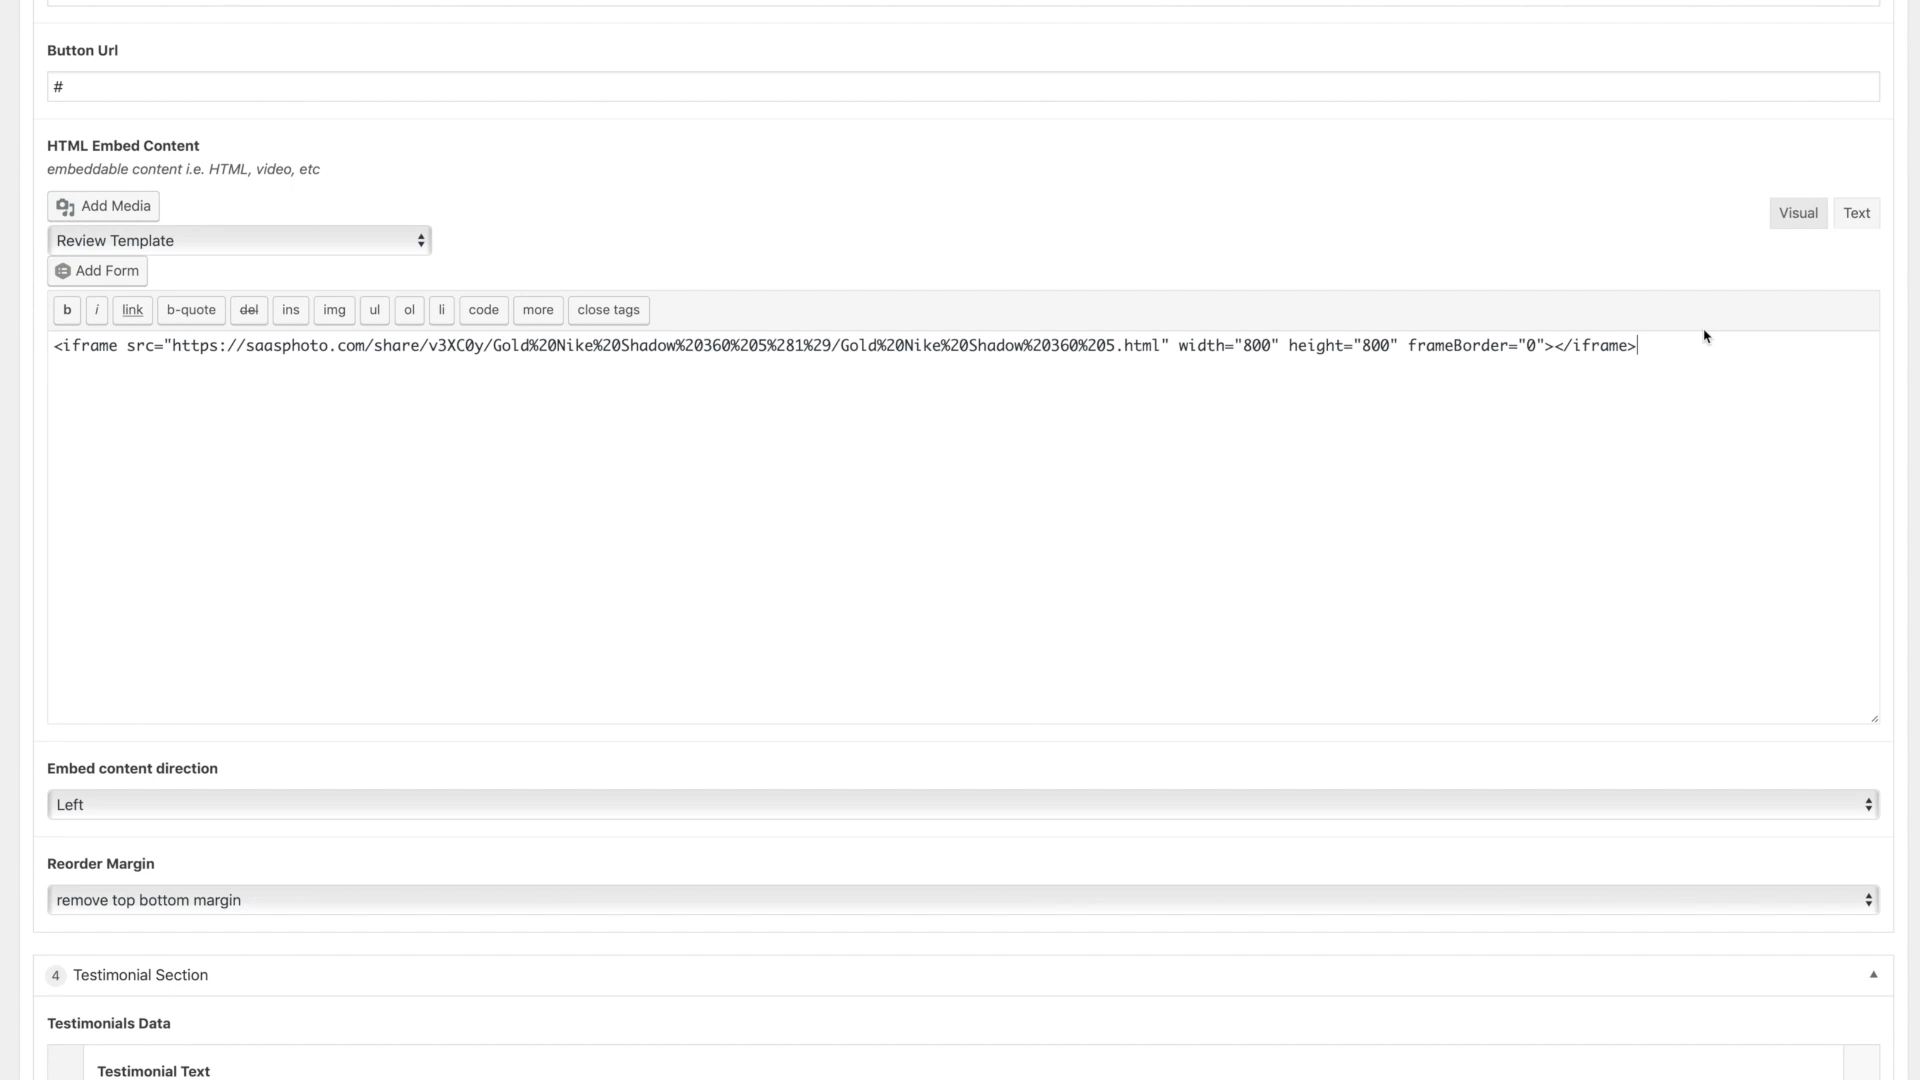 Button Url
#
HTML Embed Content
embeddable content i.e. HTML, video, etc
Add Media
Visual Text
Review Template
Add Form
b i link b-quote del ins img ul ol li code more close tags
<iframe src="https://saasphoto.com/share/v3XC0y/Gold%20Nike%20Shadow%20360%205%281%29/Gold%20Nike%20Shadow%20360%205.html" width="800" height="800" frameBorder="0"></iframe>
Embed content direction
Left
Reorder Margin
remove top bottom margin
4 Testimonial Section
Testimonials Data
Testimonial Text